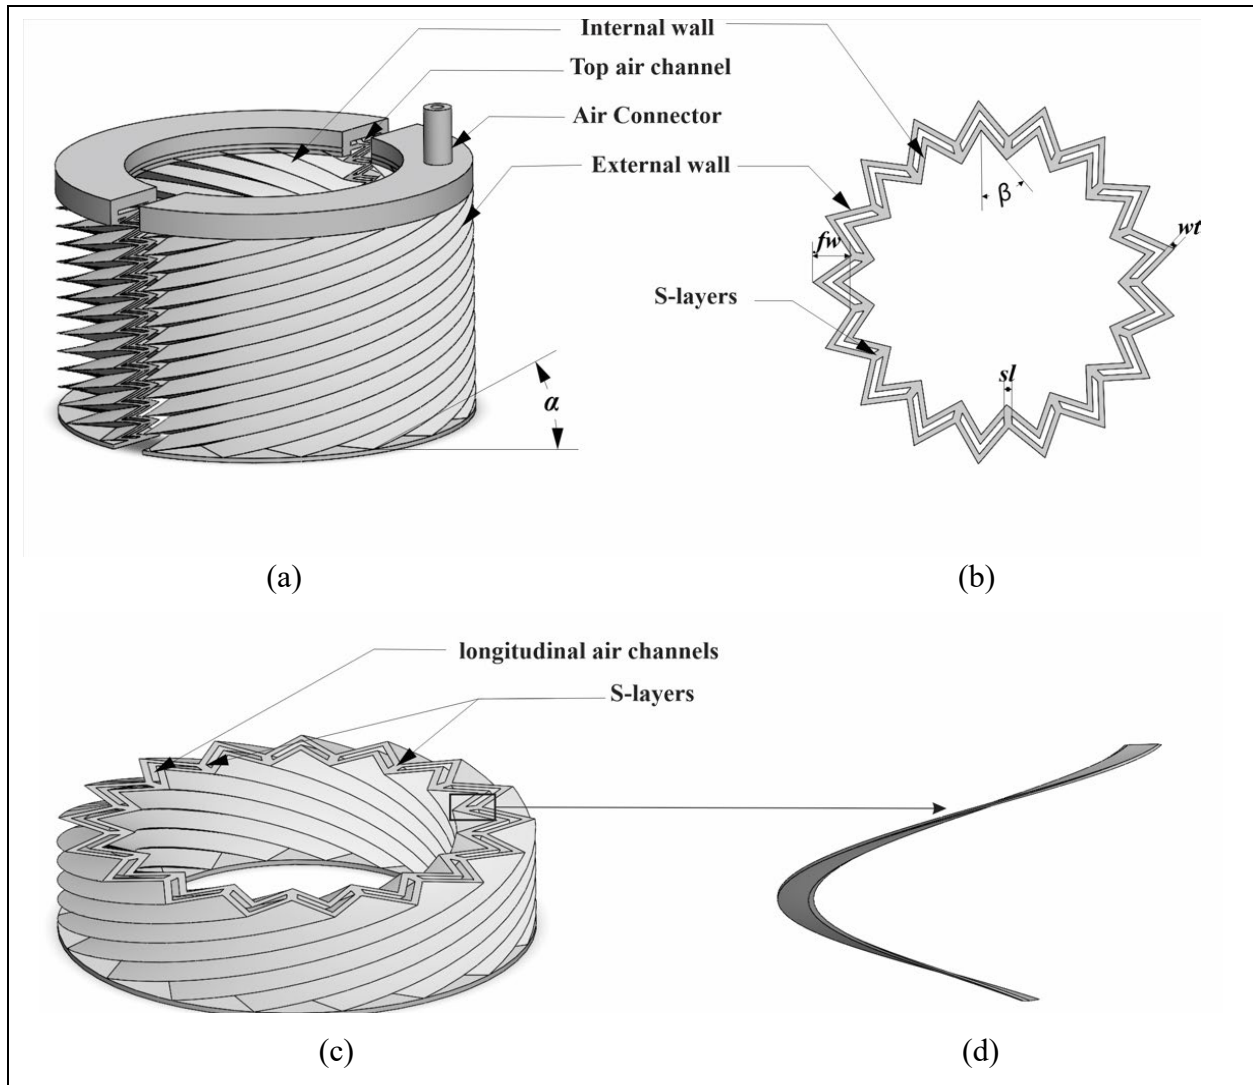 Internal wall
Top air channel
Air Connector
External wall
β
fw
wt
S-layers
sl
α
(a)
(b)
longitudinal air channels
S-layers
(c)
(d)